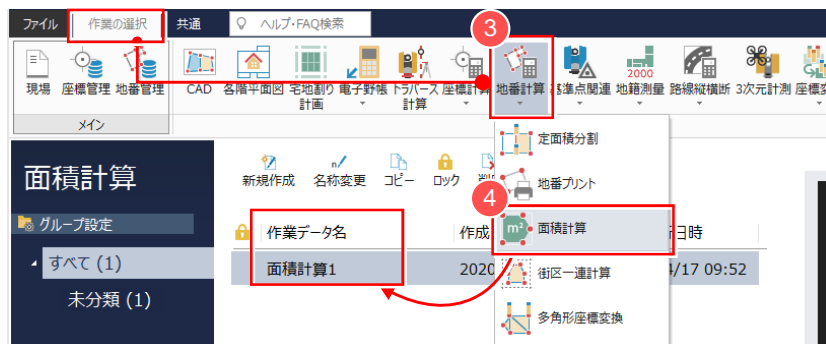 ファイル 作業の選択 共通 ヘルプ・FAQ検索
3
2000
現場 座標管理 地番管理 CAD 各階平面図 宅地割り計画 電子野帳 トラバース計算 座標計算 地番計算 基準点関連 地籍測量 路線縦横断 3次元計測 座標変
メイン
定面積分割
面積計算
新規作成 名称変更 コピー ロック
地番プリント
4
グループ設定
作業データ名 作成
m² 面積計算
日時
すべて (1)
面積計算1 2020
4/17 09:52
街区一連計算
未分類 (1)
多角形座標変換